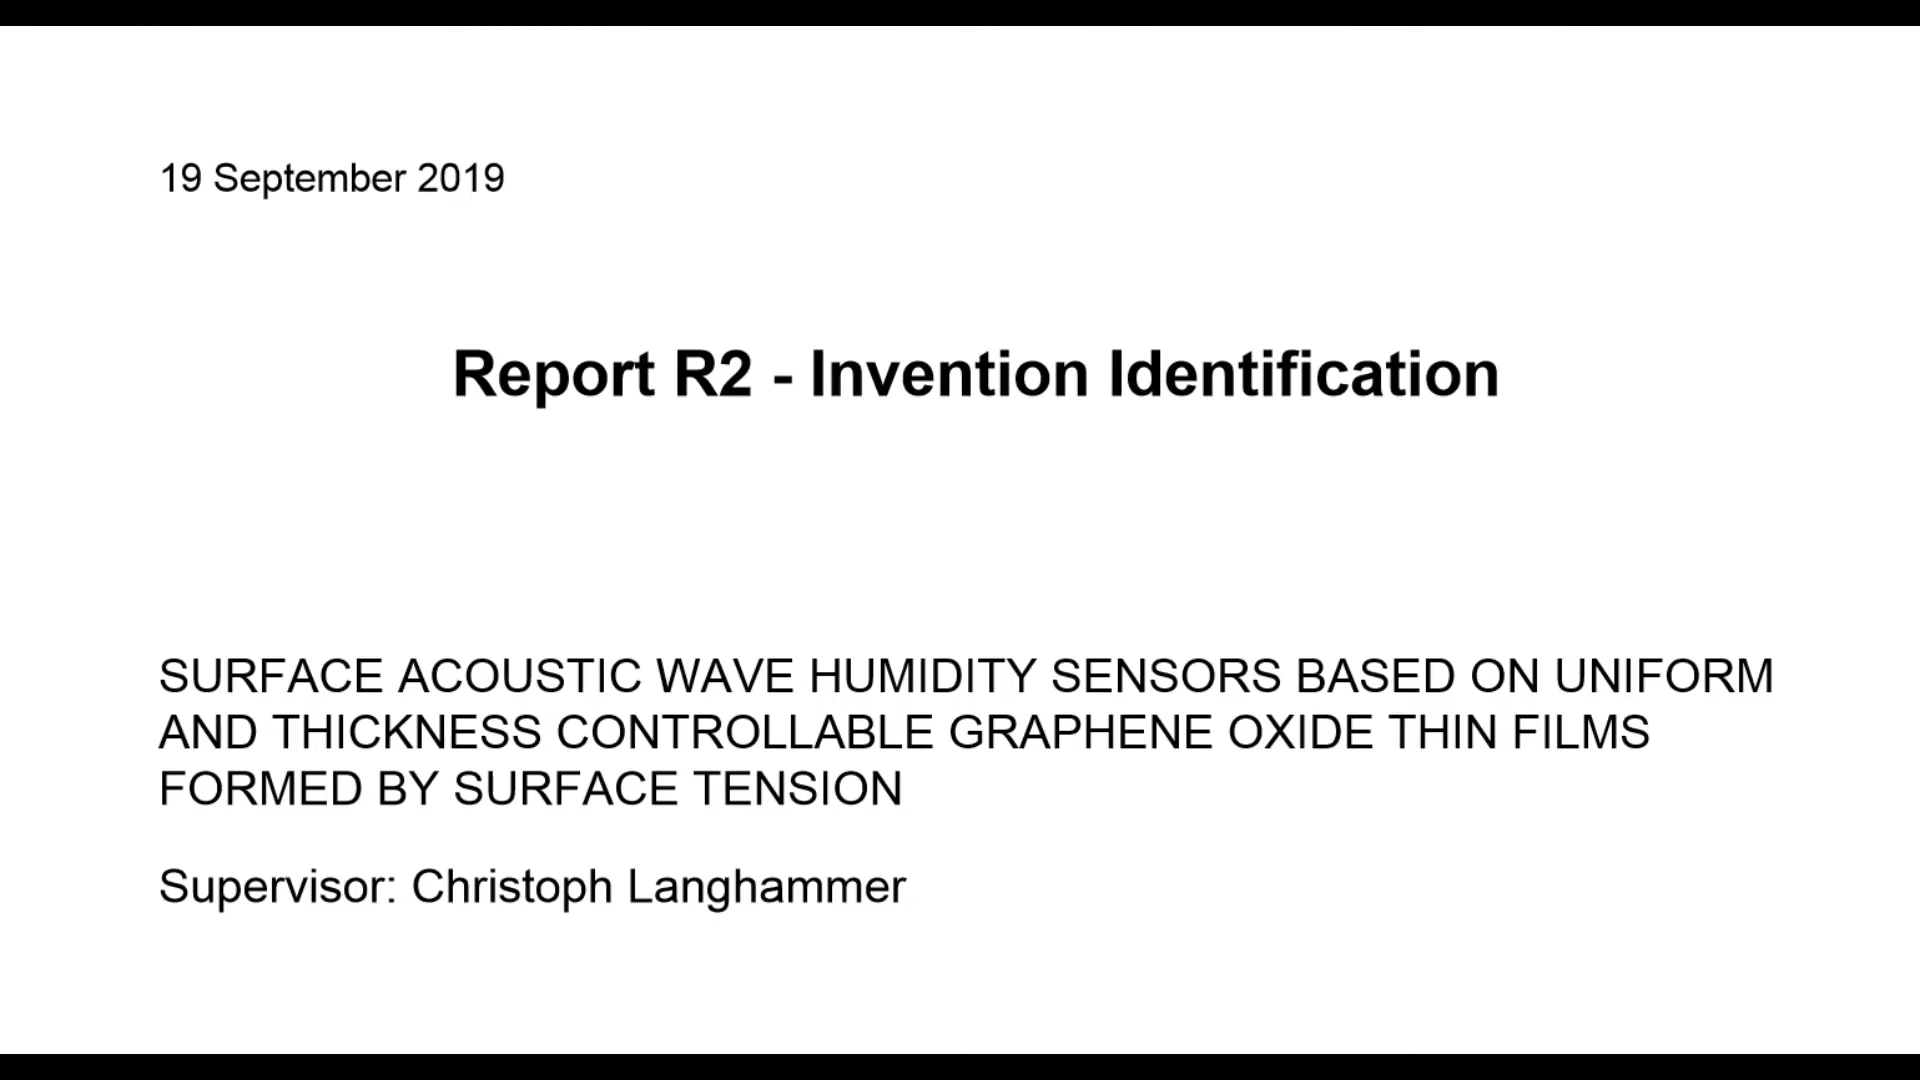 19 September 2019
Report R2 - Invention Identification
SURFACE ACOUSTIC WAVE HUMIDITY SENSORS BASED ON UNIFORM
AND THICKNESS CONTROLLABLE GRAPHENE OXIDE THIN FILMS
FORMED BY SURFACE TENSION
Supervisor: Christoph Langhammer